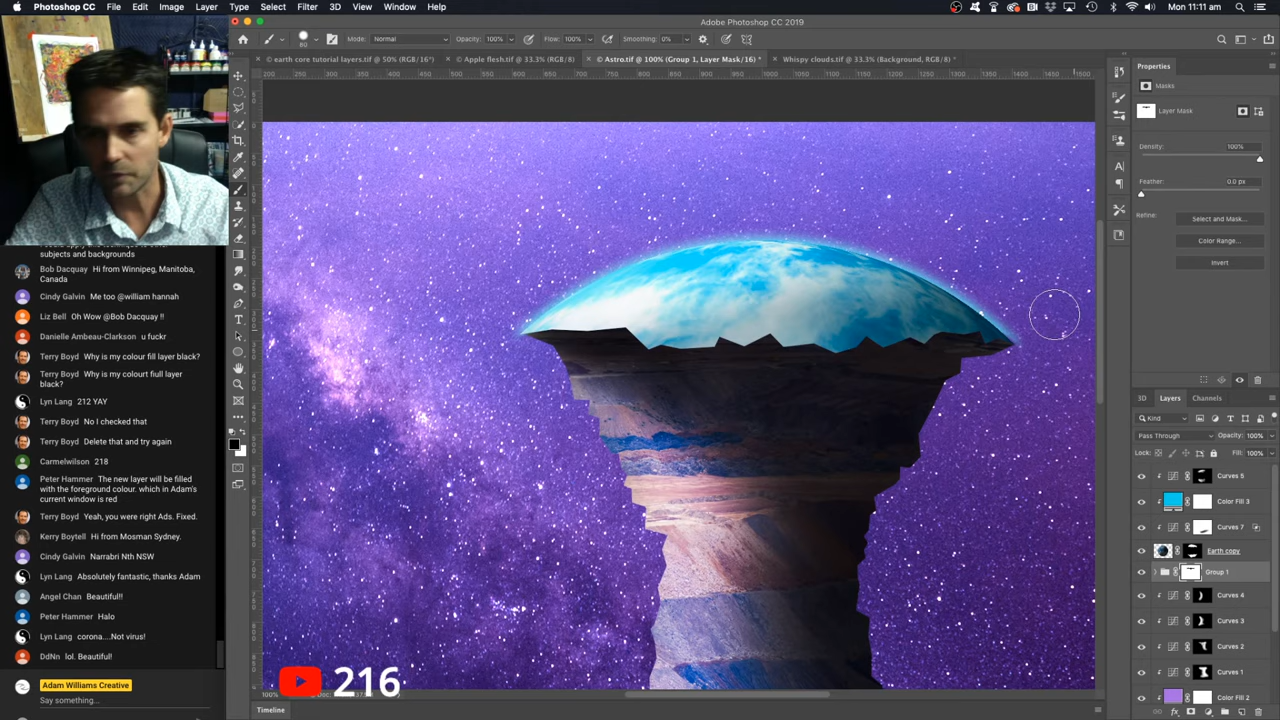 Photoshop CC File Edit Image Layer Type Select Filter 3D View Window Help
Mon 11:11 am
Adobe Photoshop CC 2019
80 Mode: Normal Opacity: 100% Flow: 100% Smoothing: 0%
© earth core tutorial layers.tif @ 50% (RGB/16*)
© Apple flesh.tif @ 33.3% (RGB/8)
© Astro.tif @ 100% (Group 1, Layer Mask/16) *
Whispy clouds.tif @ 33.3% (Background, RGB/8) *
subjects and backgrounds
Bob Dacquay Hi from Winnipeg, Manitoba,
Canada
Cindy Galvin Me too @william hannah
Liz Bell Oh Wow @Bob Dacquay !!
Danielle Ambeau-Clarkson u fuckr
Terry Boyd Why is my colour fill layer black?
Terry Boyd Why is my colourt fiull layer
black?
Lyn Lang 212 YAY
Terry Boyd No I checked that
Terry Boyd Delete that and try again
Carmelwilson 218
Peter Hammer The new layer will be filled
with the foreground colour. which in Adam's
current window is red
Terry Boyd Yeah, you were right Ads. Fixed.
Kerry Boytell Hi from Mosman Sydney.
Cindy Galvin Narrabri Nth NSW
Lyn Lang Absolutely fantastic, thanks Adam
Angel Chan Beautiful!!
Peter Hammer Halo
Lyn Lang corona....Not virus!
DdNn lol. Beautiful!
Adam Williams Creative
Say something...
216
100%
Timeline
Properties
Masks
Layer Mask
Density: 100%
Feather: 0.0 px
Refine:
Select and Mask...
Color Range...
Invert
3D Layers Channels
Kind
Pass Through Opacity: 100%
Lock: Fill: 100%
Curves 5
Color Fill 3
Curves 7
Earth copy
Group 1
Curves 4
Curves 3
Curves 2
Curves 1
Color Fill 2